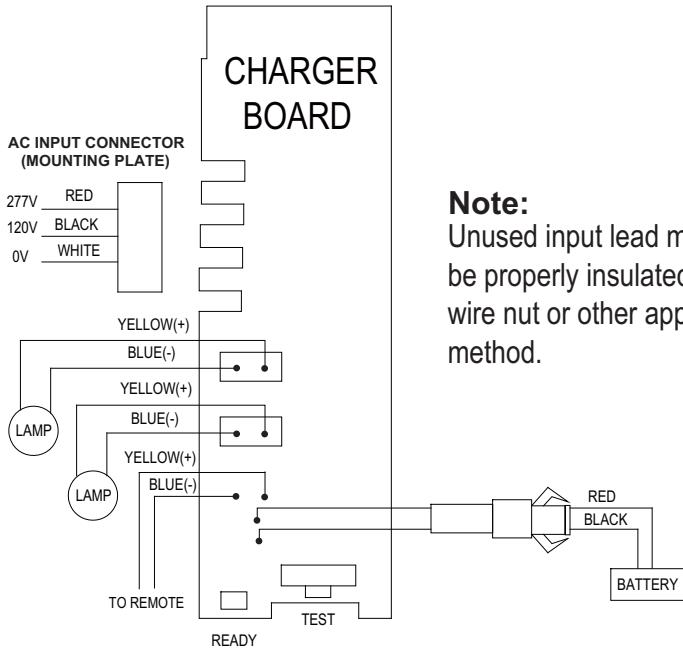 CHARGER
BOARD
AC INPUT CONNECTOR
(MOUNTING PLATE)
277V RED
120V BLACK
0V WHITE
Note:
Unused input lead
be properly insulated
wire nut or other
method.
YELLOW(+)
BLUE(-)
YELLOW(+)
BLUE(-)
LAMP
YELLOW(+)
BLUE(-)
LAMP
RED
BLACK
BATTERY
TO REMOTE
TEST
READY